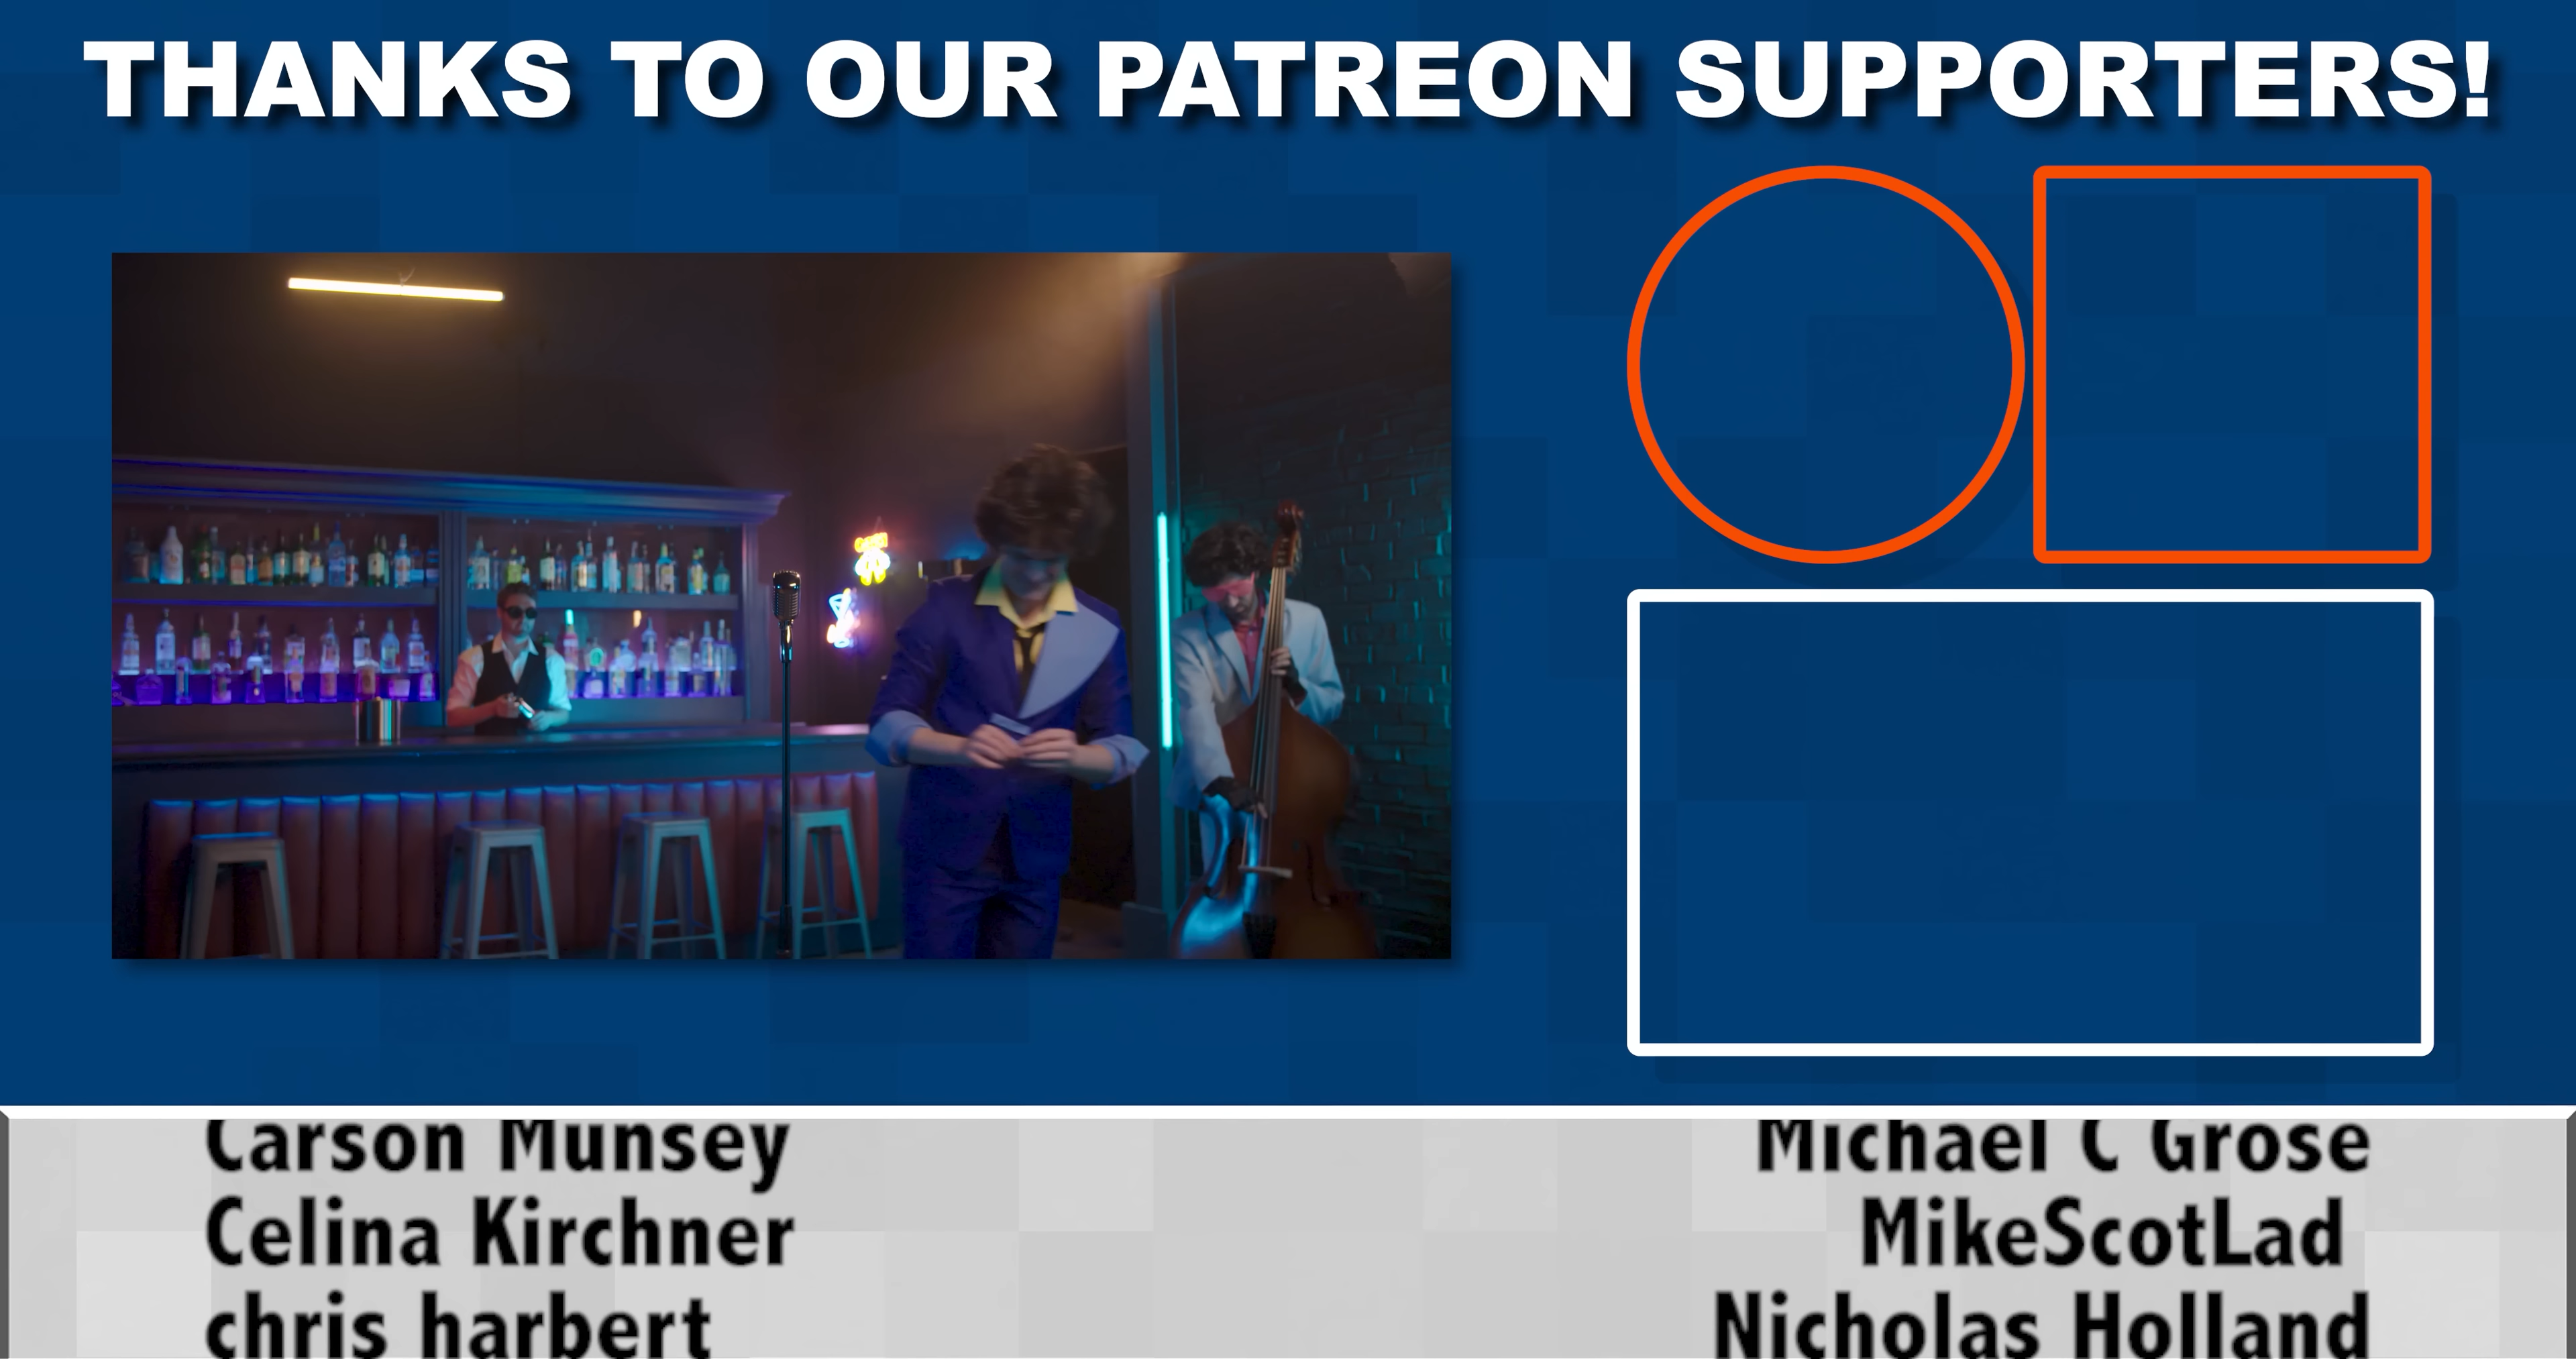 THANKS TO OUR PATREON SUPPORTERS!
Carson Munsey
Michael C Grose
Celina Kirchner
MikeScotLad
chris harbert
Nicholas Holland